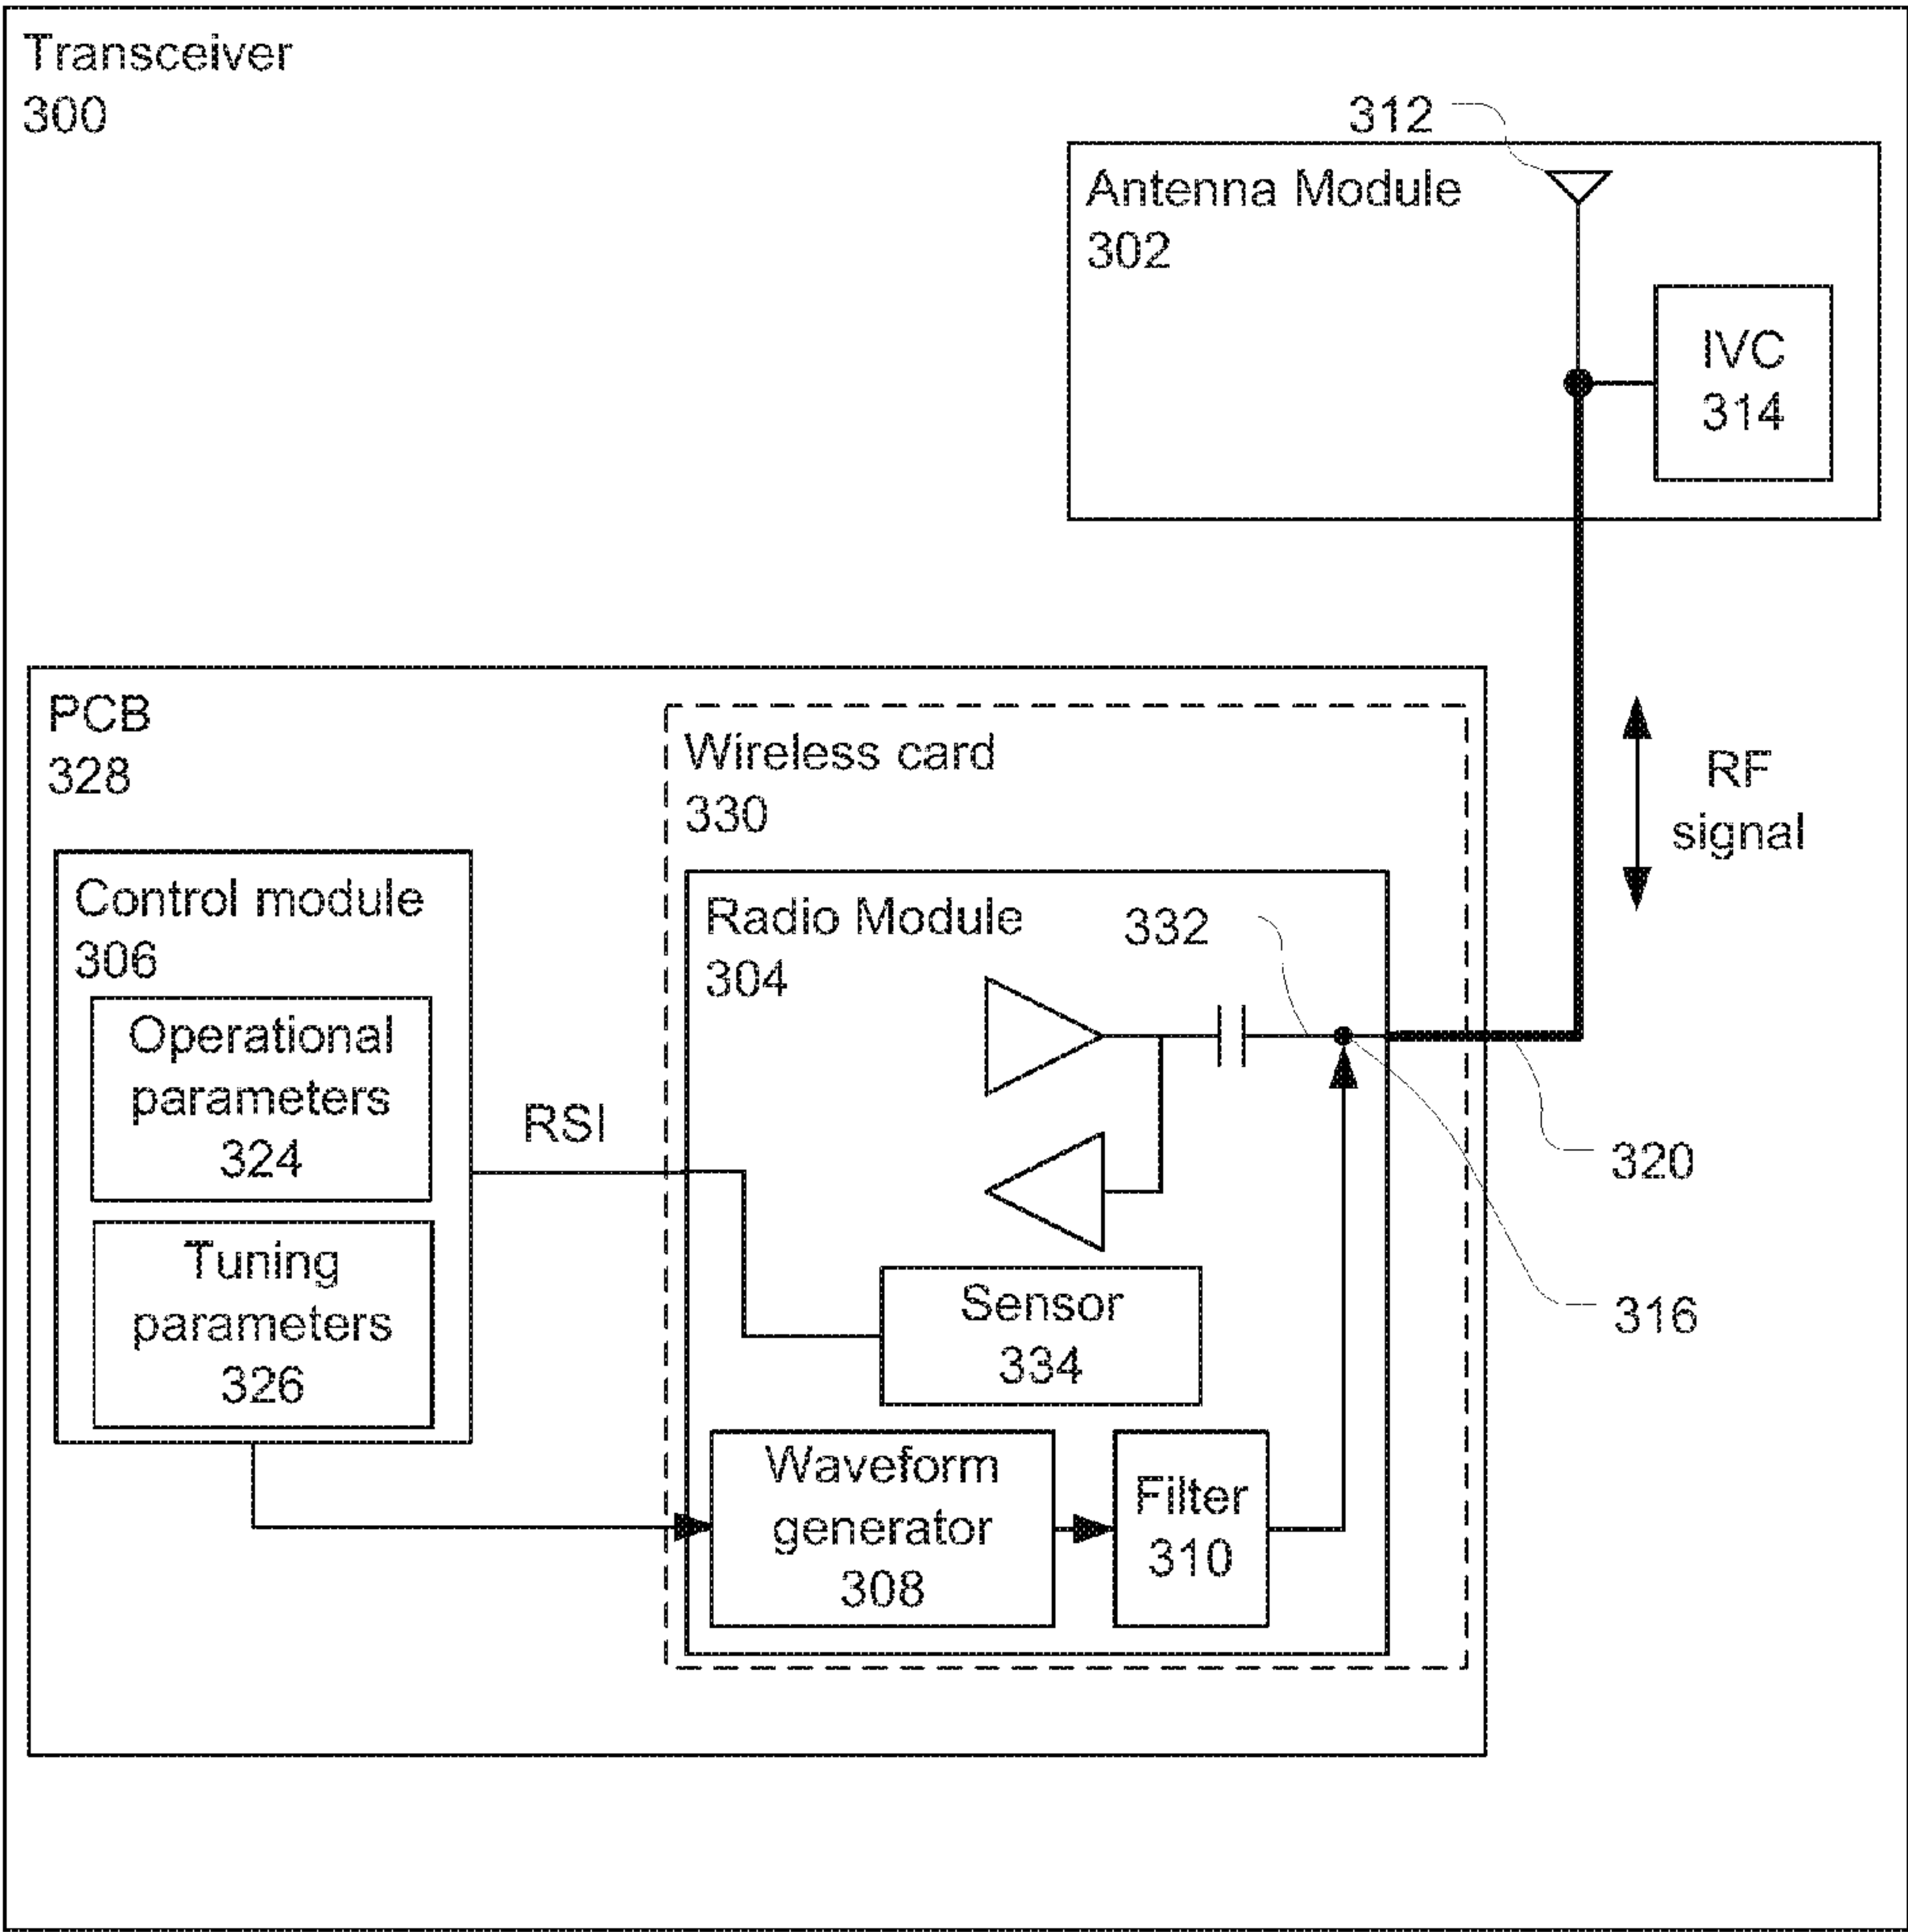 Transceiver
300
312
Antenna Module
302
IVC
314
PCB
328
Wireless card
330
RF
signal
Control module
306
Radio Module
304
332
Operational
parameters
324
RSI
320
Tuning
parameters
326
Sensor
334
316
Waveform
generator
308
Filter
310